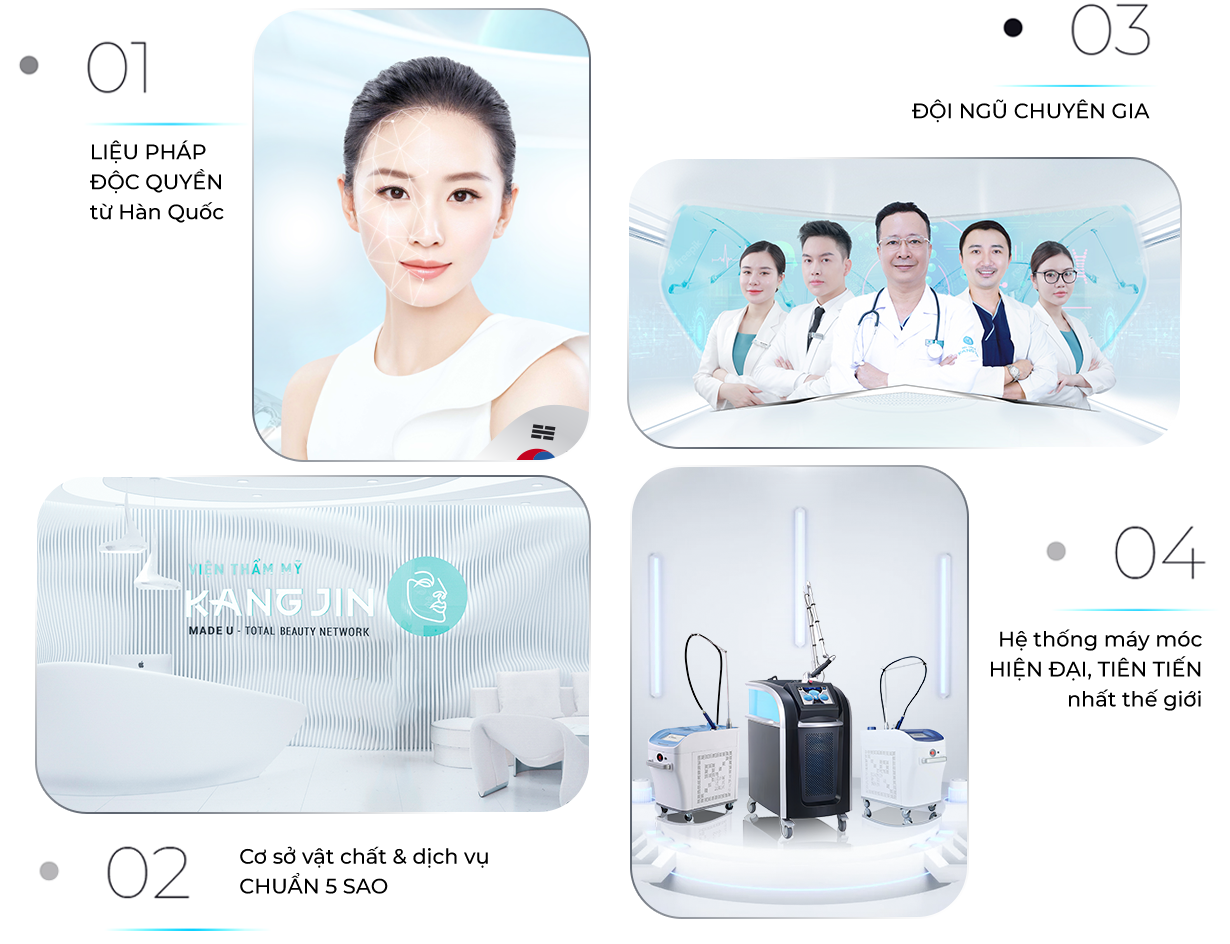 01
LIỆU PHÁP
ĐỘC QUYỀN
từ Hàn Quốc
VIỆN THẨM MỸ
KANG JIN
MADE U - TOTAL BEAUTY NETWORK
02
Cơ sở vật chất & dịch vụ
CHUẨN 5 SAO
03
ĐỘI NGŨ CHUYÊN GIA
04
Hệ thống máy móc
HIỆN ĐẠI, TIÊN TIẾN
nhất thế giới